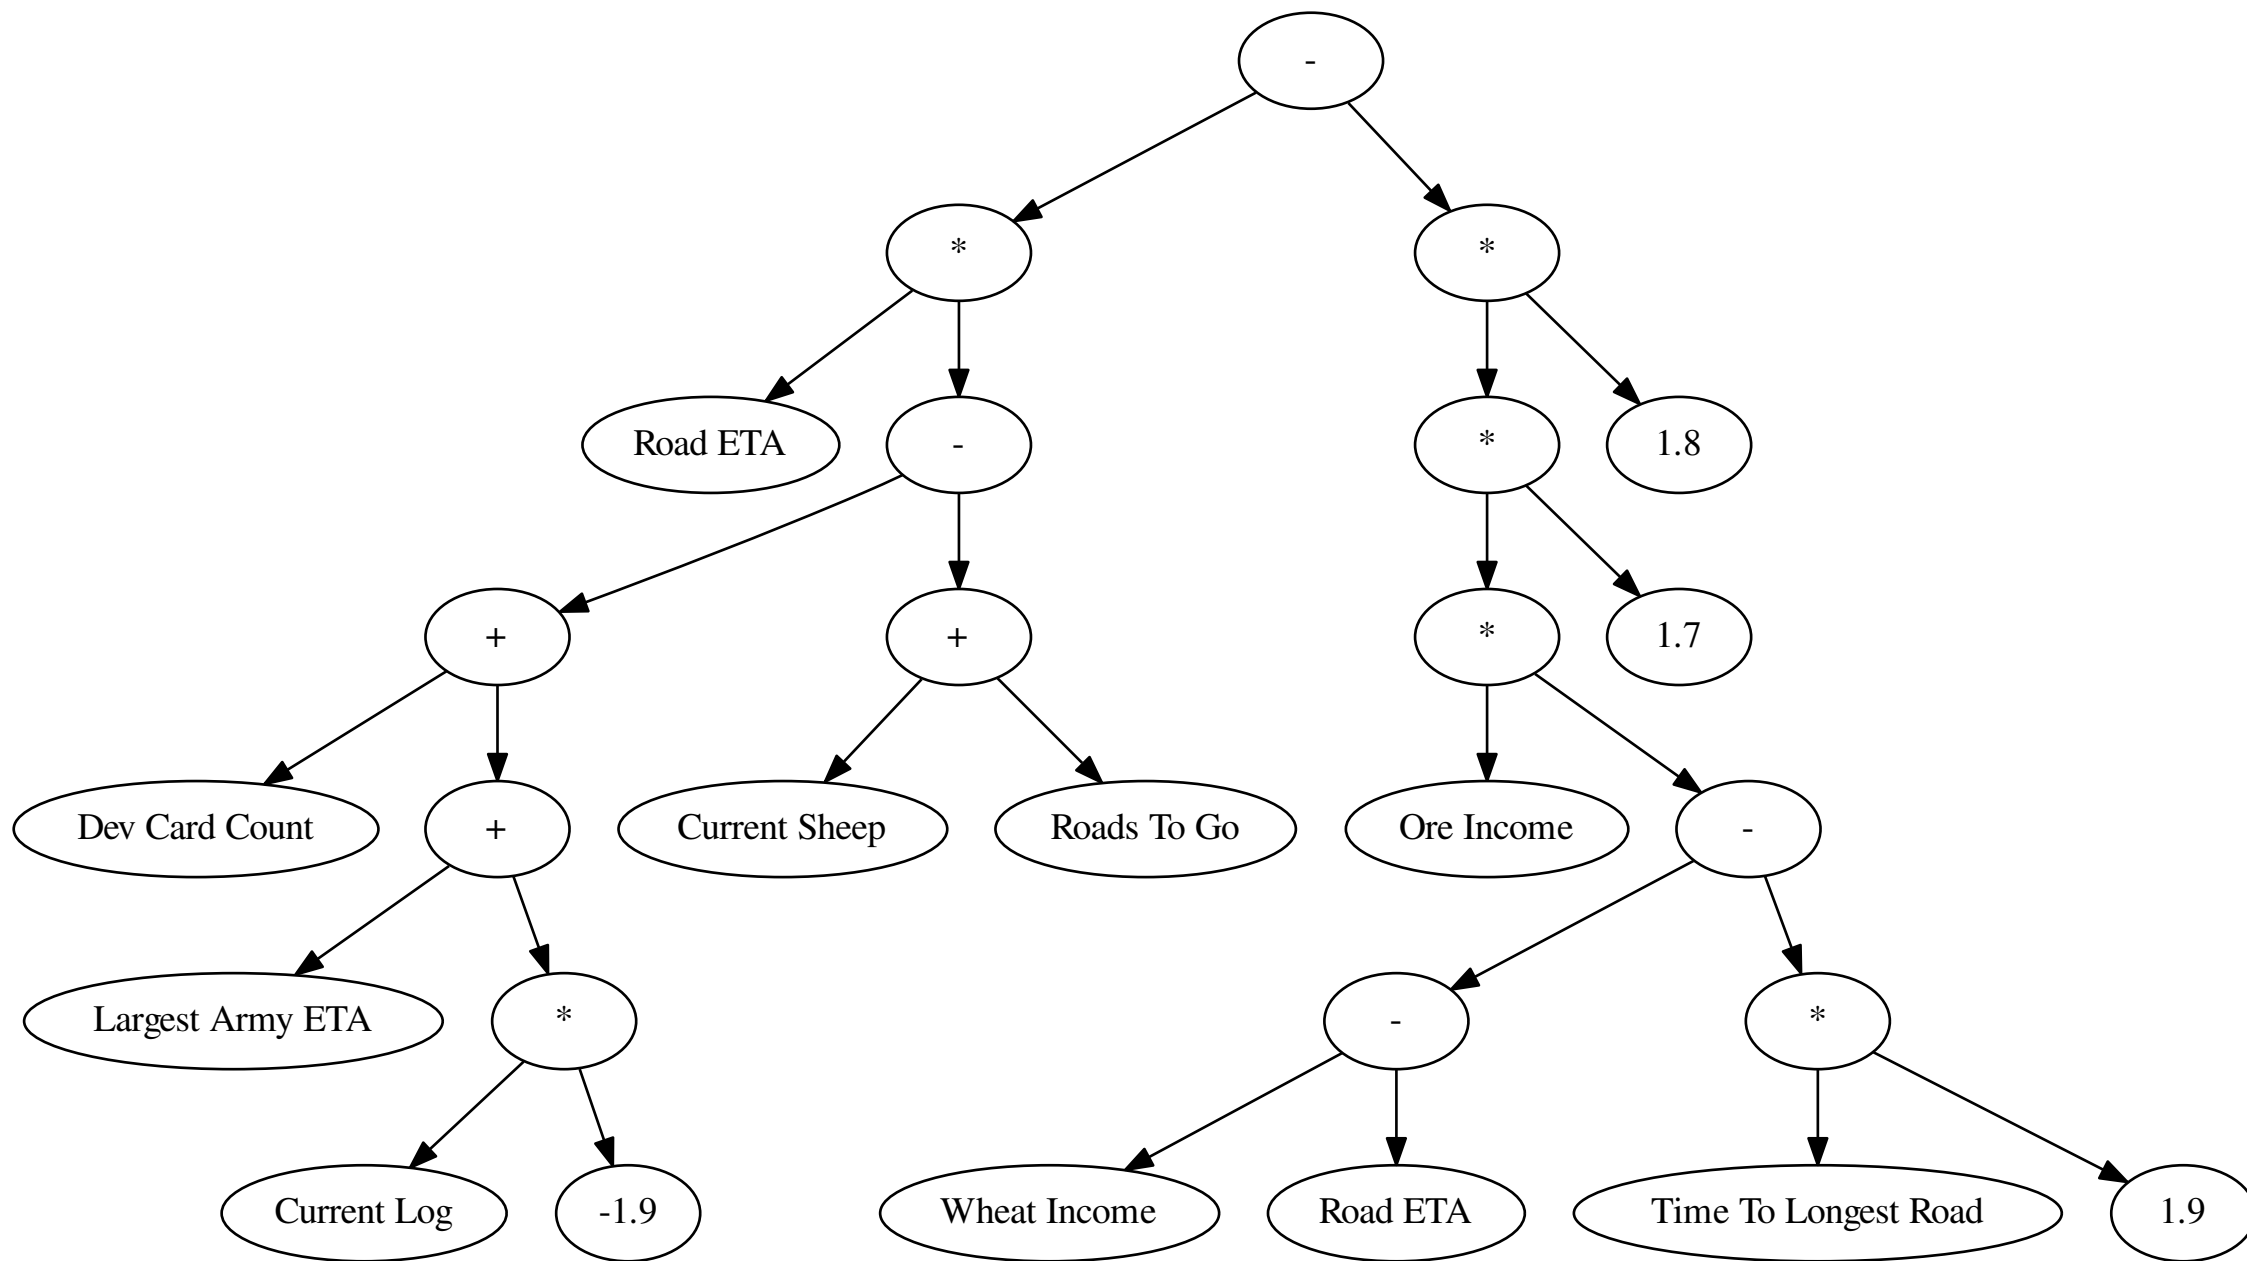 -
*
*
Road ETA
-
*
1.8
+
+
*
1.7
Dev Card Count
+
Current Sheep
Roads To Go
Ore Income
-
Largest Army ETA
*
-
*
Current Log
-1.9
Wheat Income
Road ETA
Time To Longest Road
1.9